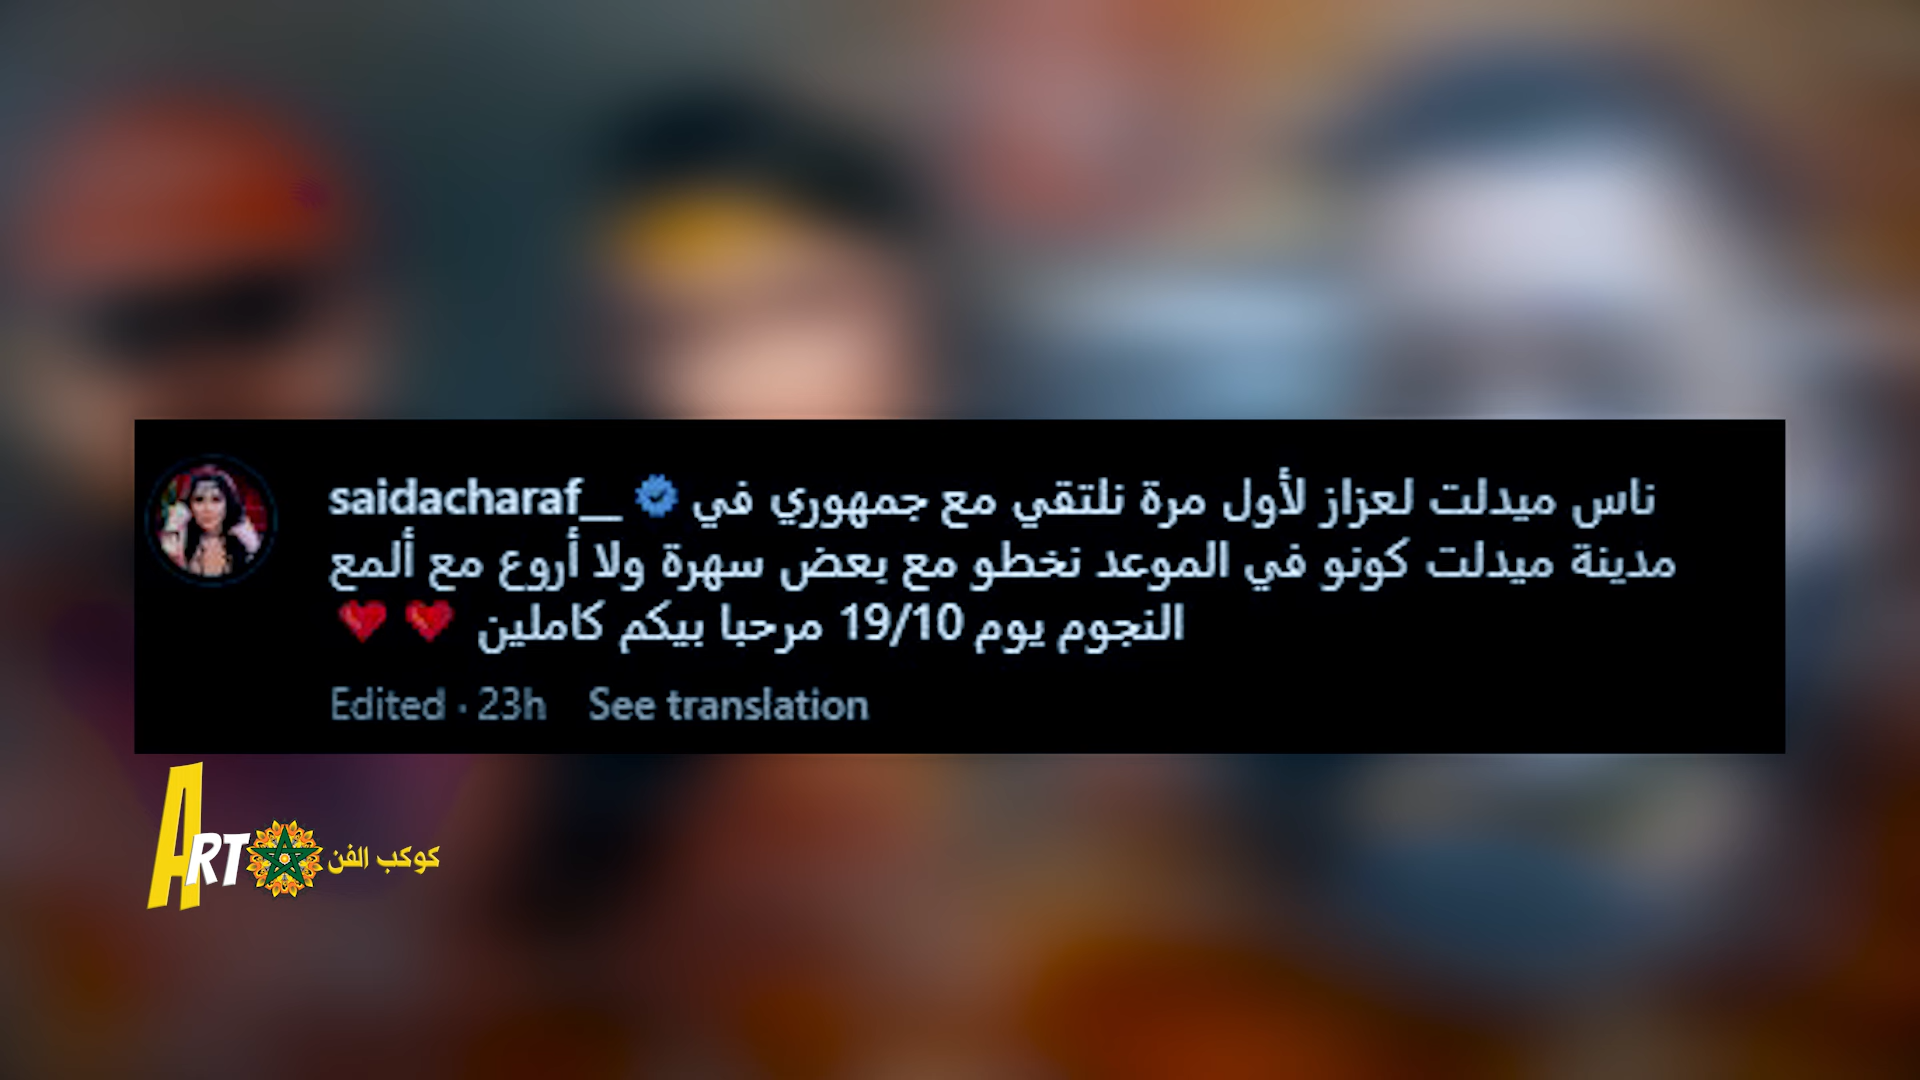 saidacharaf__ ناس ميدلت لعزاز لأول مرة نلتقي مع جمهوري في
مدينة ميدلت كونو في الموعد نخطو مع بعض سهرة ولا أروع مع ألمع
النجوم يوم 19/10 مرحبا بيكم كاملين ❤️ ❤️
Edited · 23h See translation
ART كوكب الفن